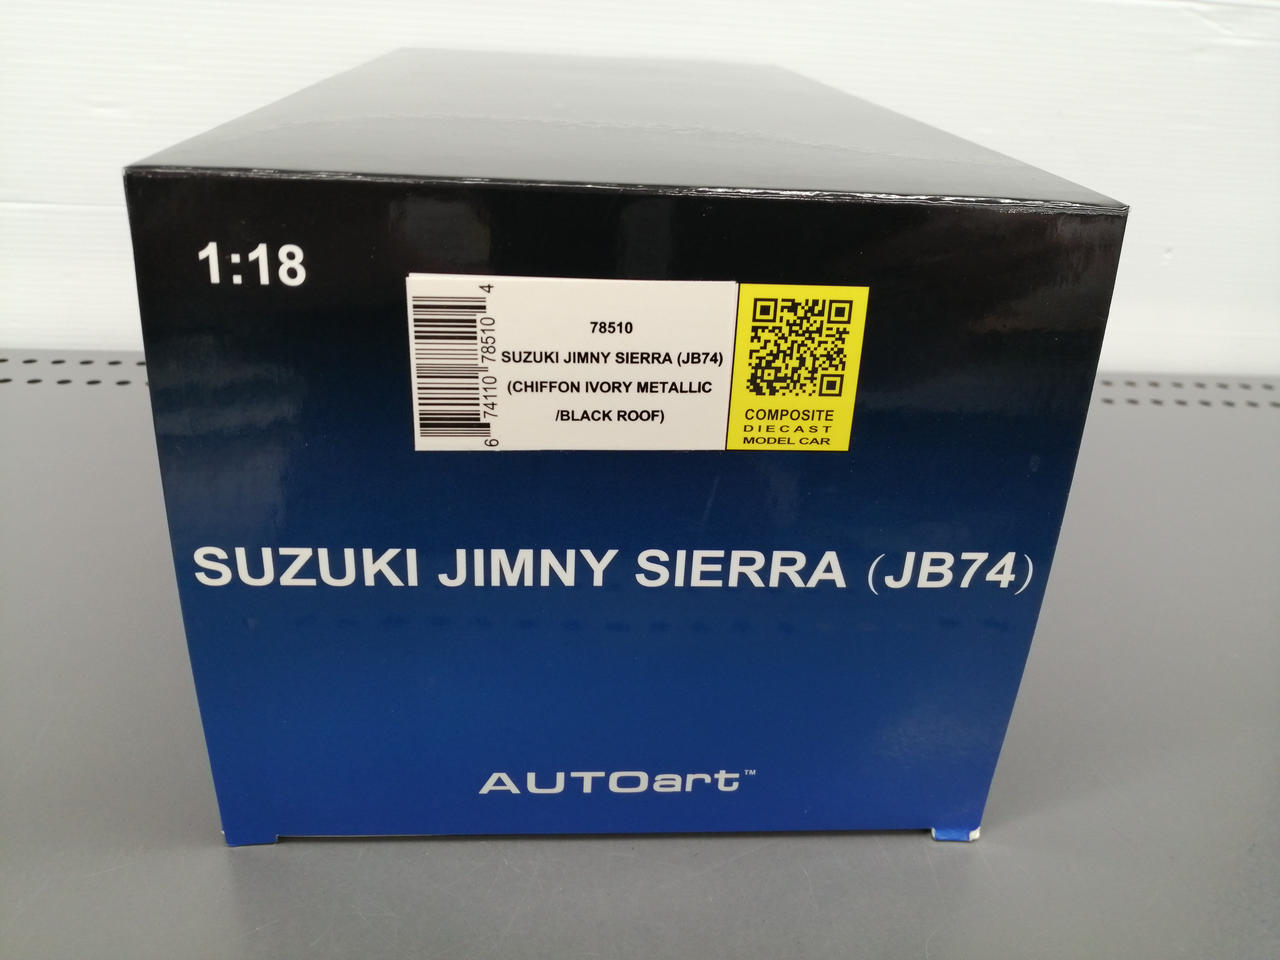 1:18
6 74110 78510 4
78510
SUZUKI JIMNY SIERRA (JB74)
(CHIFFON IVORY METALLIC
/BLACK ROOF)
COMPOSITE
DIECAST
MODEL CAR
SUZUKI JIMNY SIERRA (JB74)
AUTOart™